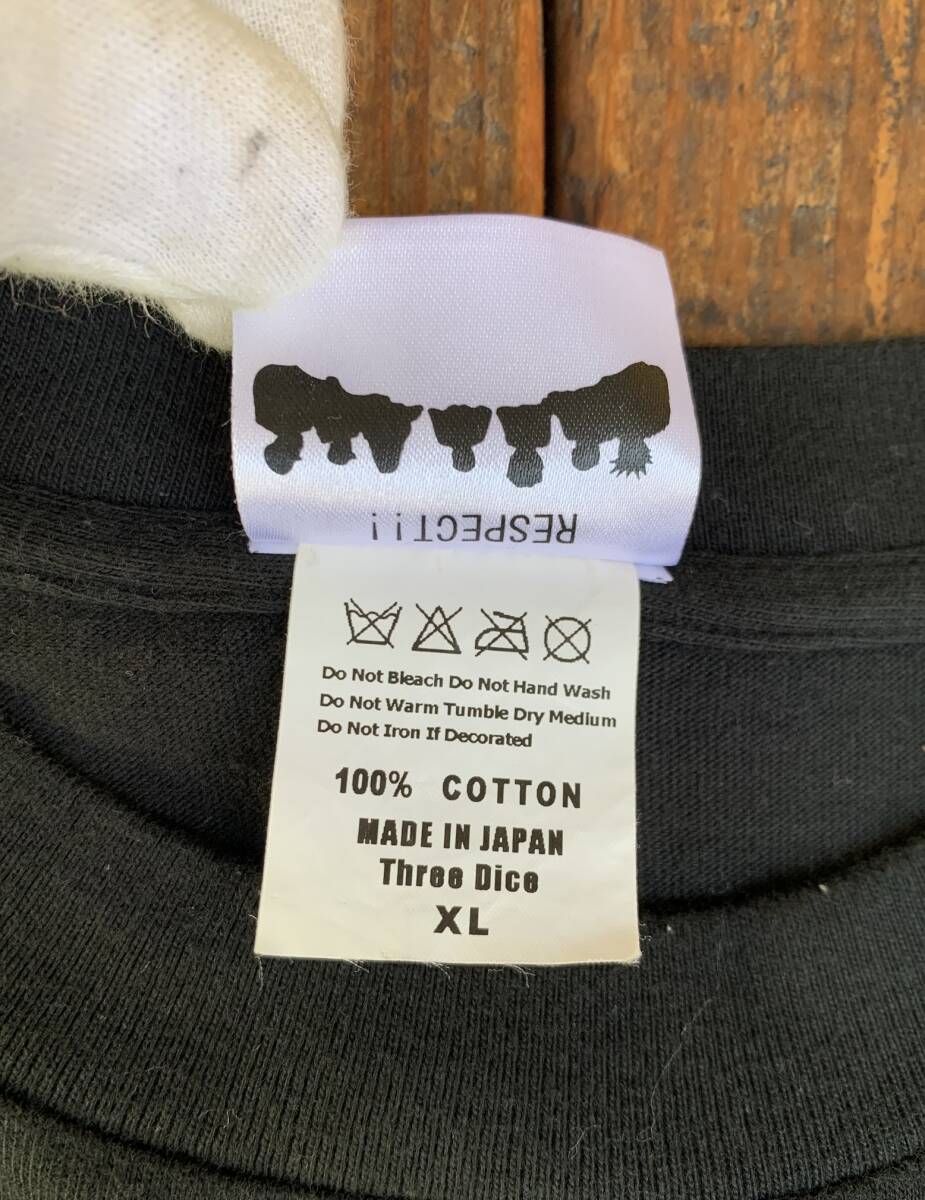 RESPECT!!
Do Not Bleach Do Not Hand Wash
Do Not Warm Tumble Dry Medium
Do Not Iron If Decorated
100% COTTON
MADE IN JAPAN
Three Dice
XL